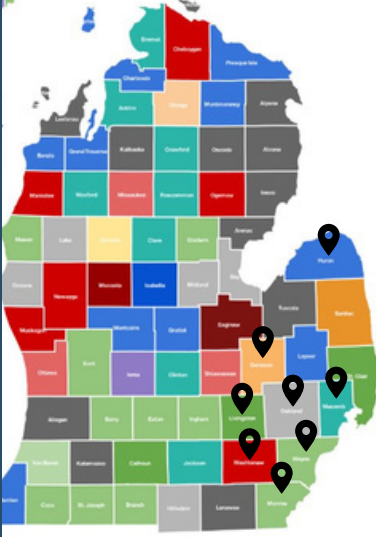 Emmet
Cheboygan
Presque Isle
Charlevoix
Antrim
Otsego
Montmorency
Alpena
Leelanau
Benzie
Grand Traverse
Kalkaska
Crawford
Oscoda
Alcona
Manistee
Wexford
Missaukee
Roscommon
Ogemaw
Iosco
Mason
Lake
Clare
Gladwin
Arenac
Huron
Oceana
Newaygo
Mecosta
Isabella
Midland
Tuscola
Sanilac
Muskegon
Montcalm
Gratiot
Saginaw
Genesee
Lapeer
St. Clair
Ottawa
Kent
Ionia
Clinton
Shiawassee
Allegan
Barry
Eaton
Ingham
Livingston
Oakland
Macomb
Van Buren
Kalamazoo
Calhoun
Jackson
Washtenaw
Wayne
Cass
St. Joseph
Branch
Hillsdale
Lenawee
Monroe